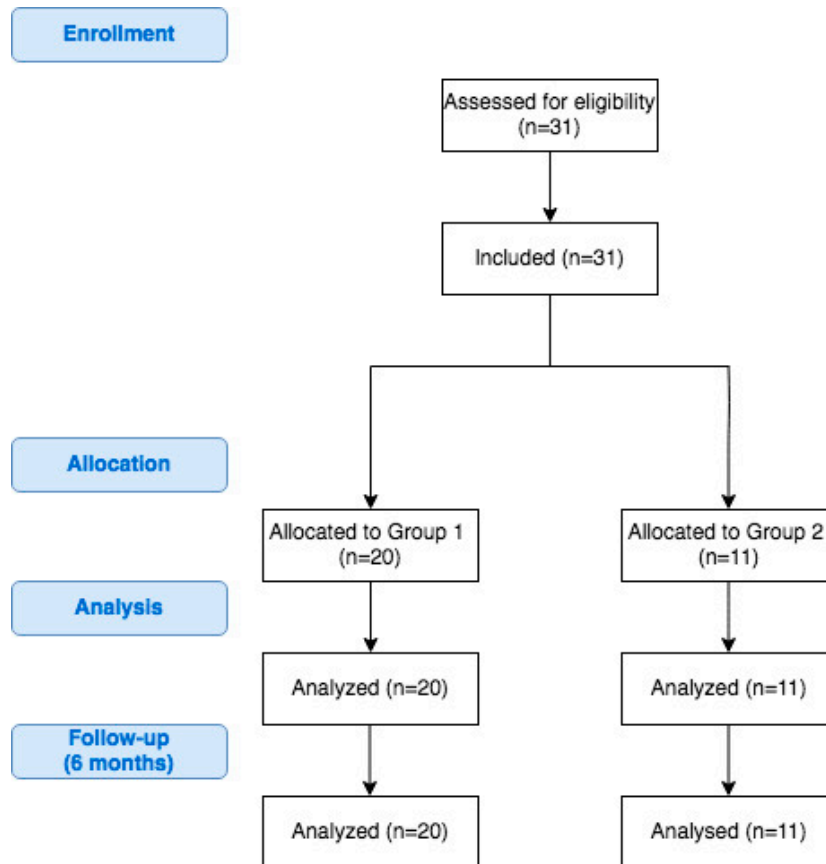 Enrollment
Assessed for eligibility
(n=31)
Included (n=31)
Allocation
Allocated to Group 1
(n=20)
Allocated to Group 2
(n=11)
Analysis
Analyzed (n=20)
Analyzed (n=11)
Follow-up
(6 months)
Analyzed (n=20)
Analysed (n=11)